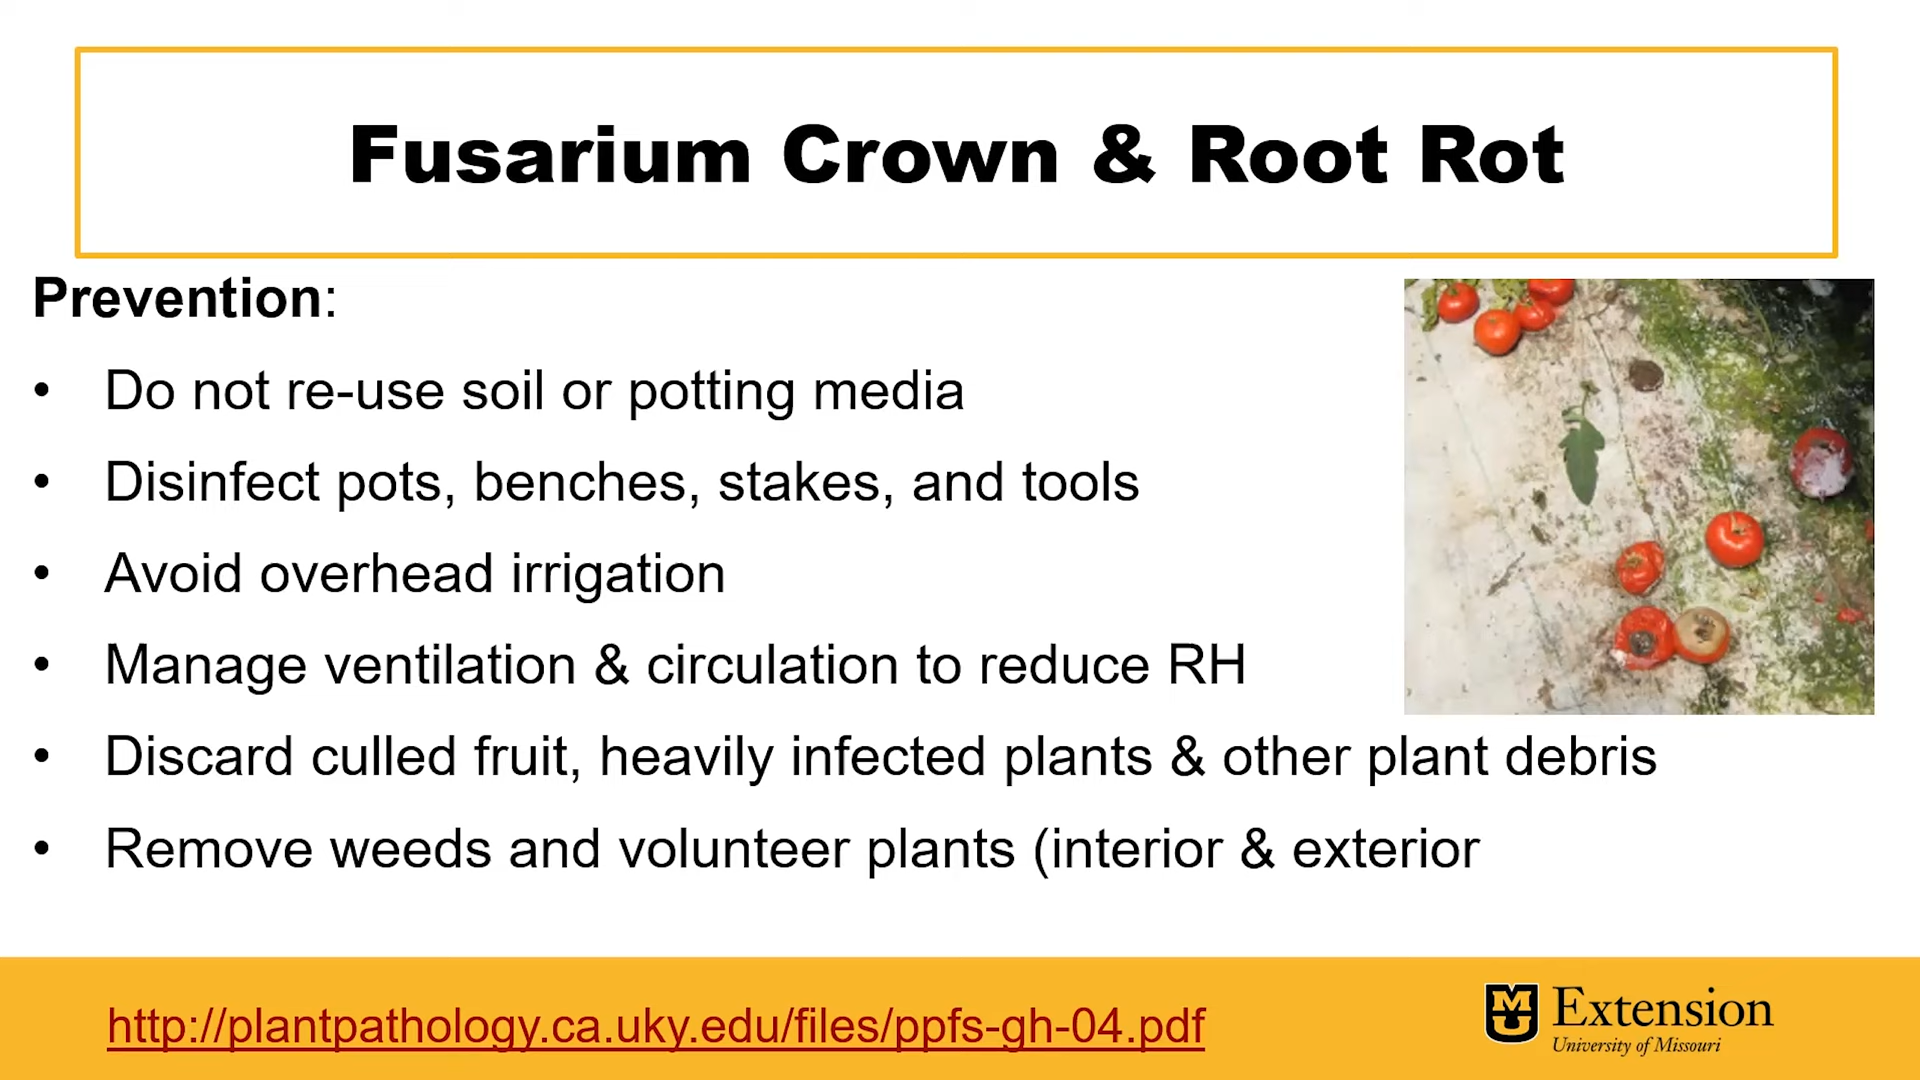 Fusarium Crown & Root Rot
Prevention:
• Do not re-use soil or potting media
• Disinfect pots, benches, stakes, and tools
• Avoid overhead irrigation
• Manage ventilation & circulation to reduce RH
• Discard culled fruit, heavily infected plants & other plant debris
• Remove weeds and volunteer plants (interior & exterior
http://plantpathology.ca.uky.edu/files/ppfs-gh-04.pdf
MU Extension
University of Missouri